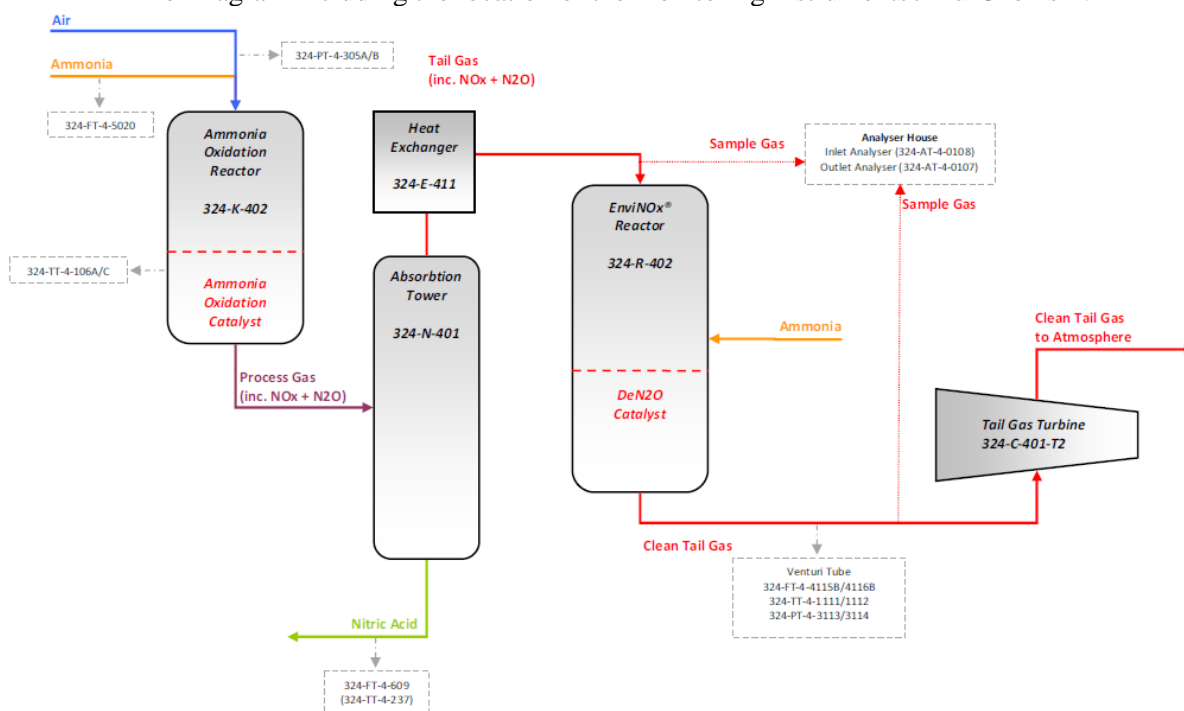 Air
324-PT-4-305A/B
Ammonia
324-FT-4-5020
Tail Gas
(inc. NOx + N2O)
Ammonia
Oxidation
Reactor
324-K-402
Heat
Exchanger
324-E-411
Sample Gas
Analyser House
Inlet Analyser (324-AT-4-0108)
Outlet Analyser (324-AT-4-0107)
Sample Gas
EnviNOx®
Reactor
324-R-402
324-TT-4-106A/C
Ammonia
Oxidation
Catalyst
Absorbtion
Tower
324-N-401
Ammonia
Clean Tail Gas
to Atmosphere
Process Gas
(inc. NOx + N2O)
DeN2O
Catalyst
Tail Gas Turbine
324-C-401-T2
Clean Tail Gas
Venturi Tube
324-FT-4-4115B/4116B
324-TT-4-1111/1112
324-PT-4-3113/3114
Nitric Acid
324-FT-4-609
(324-TT-4-237)